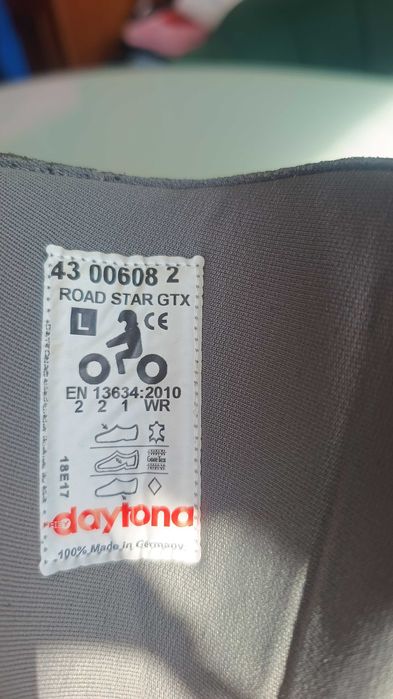 43 00608 2
ROAD STAR GTX
L CE
EN 13634:2010
2 2 1 WR
18E17
FREY
daytona
100% Made in Germany